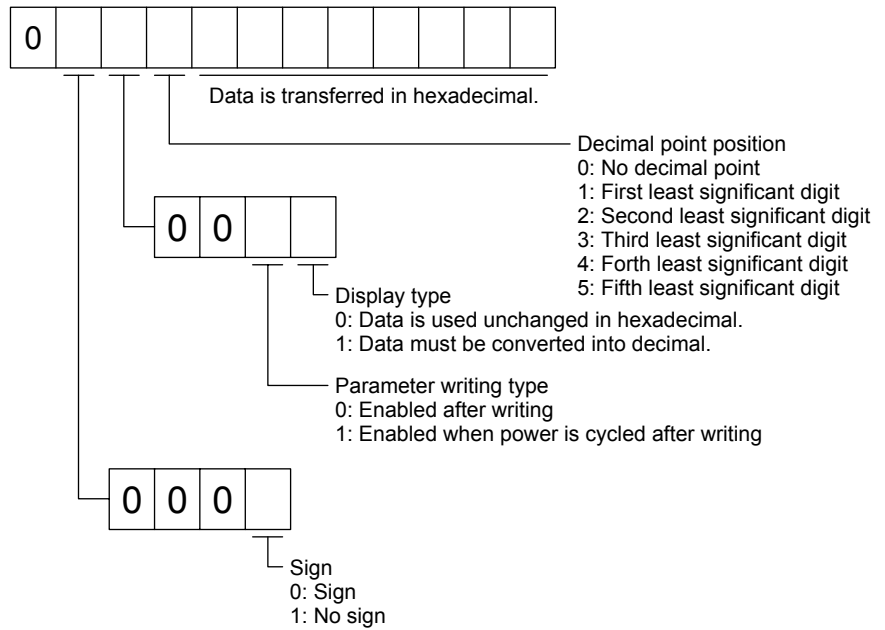 0
Data is transferred in hexadecimal.
Decimal point position
0: No decimal point
1: First least significant digit
2: Second least significant digit
3: Third least significant digit
4: Forth least significant digit
5: Fifth least significant digit
0 0
Display type
0: Data is used unchanged in hexadecimal.
1: Data must be converted into decimal.
Parameter writing type
0: Enabled after writing
1: Enabled when power is cycled after writing
0 0 0
Sign
0: Sign
1: No sign